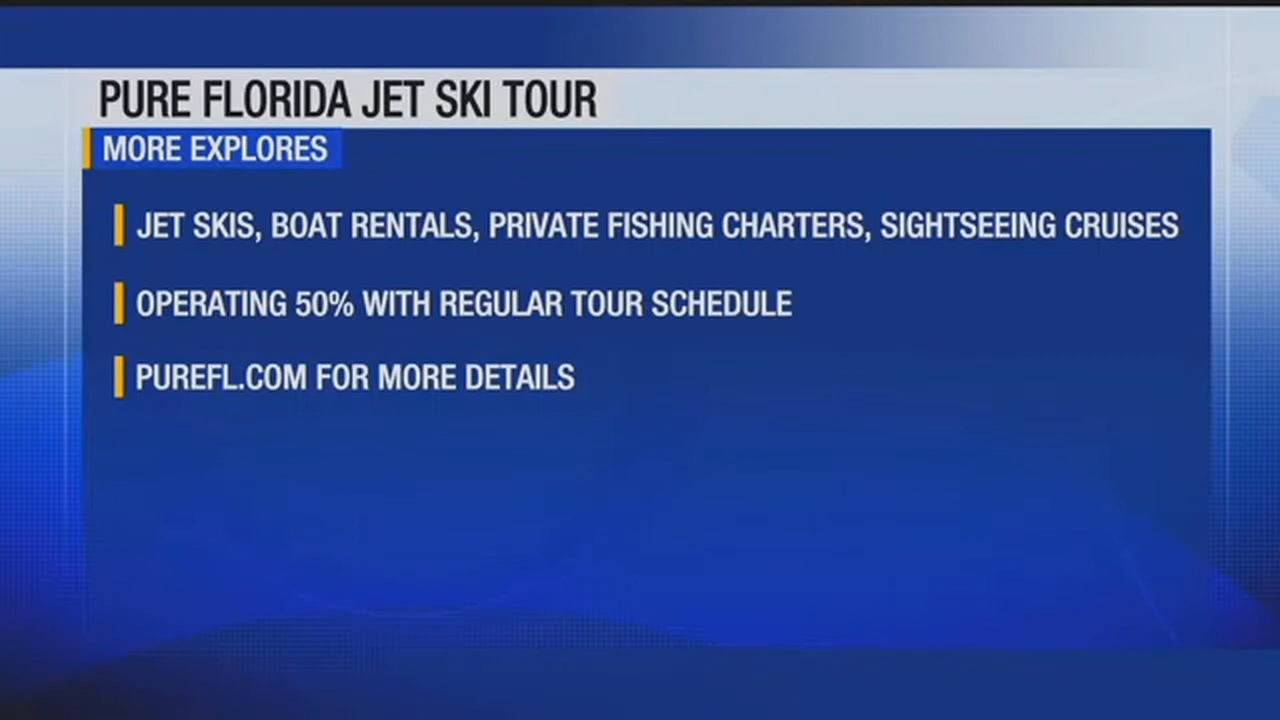 PURE FLORIDA JET SKI TOUR
MORE EXPLORES
JET SKIS, BOAT RENTALS, PRIVATE FISHING CHARTERS, SIGHTSEEING CRUISES
OPERATING 50% WITH REGULAR TOUR SCHEDULE
PUREFL.COM FOR MORE DETAILS